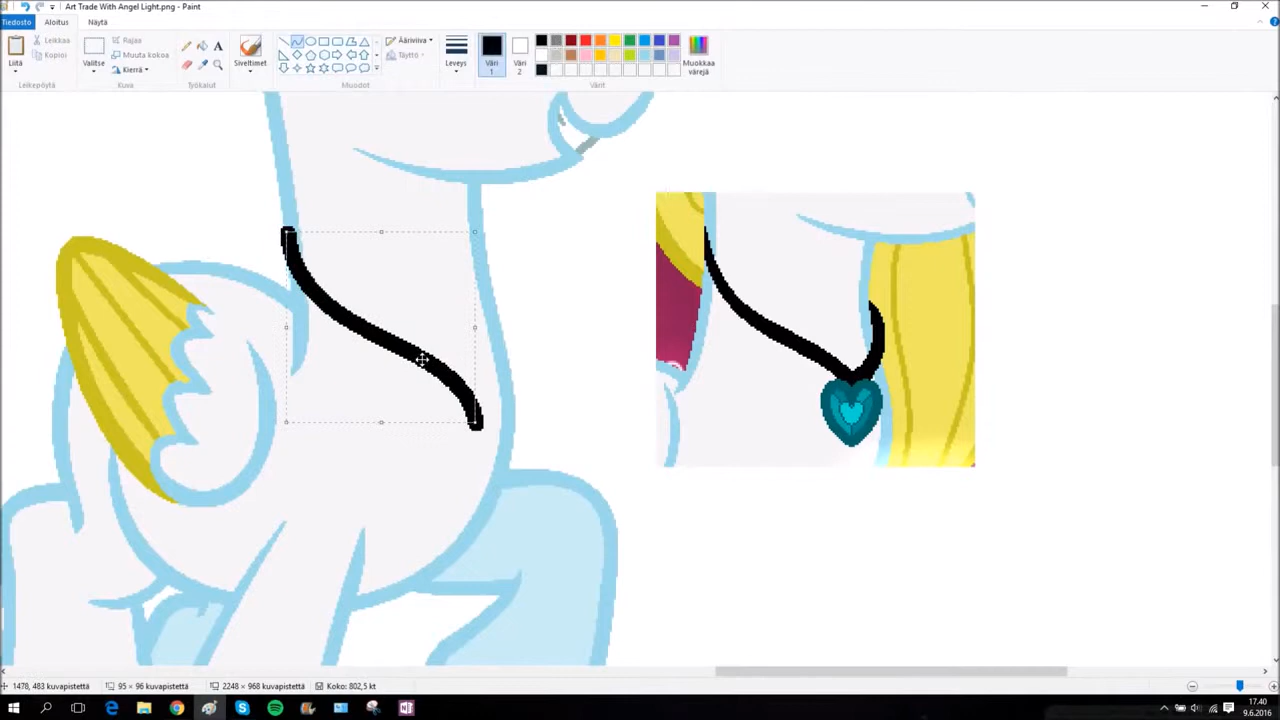 Art Trade With Angel Light.png - Paint
Tiedosto Aloitus Näytä
Liitä
Leikkaa
Kopioi
Leikepöytä
Valitse
Rajaa
Muuta kokoa
Kierrä
Kuva
A
Työkalut
Siveltimet
Ääriviiva
Täyttö
Muodot
Leveys
Väri
1
Väri
2
Muokkaa
värejä
Värit
1478, 483 kuvapistettä
95 × 96 kuvapistettä
2248 × 968 kuvapistettä
Koko: 802,5 kt
17.40
9.6.2016